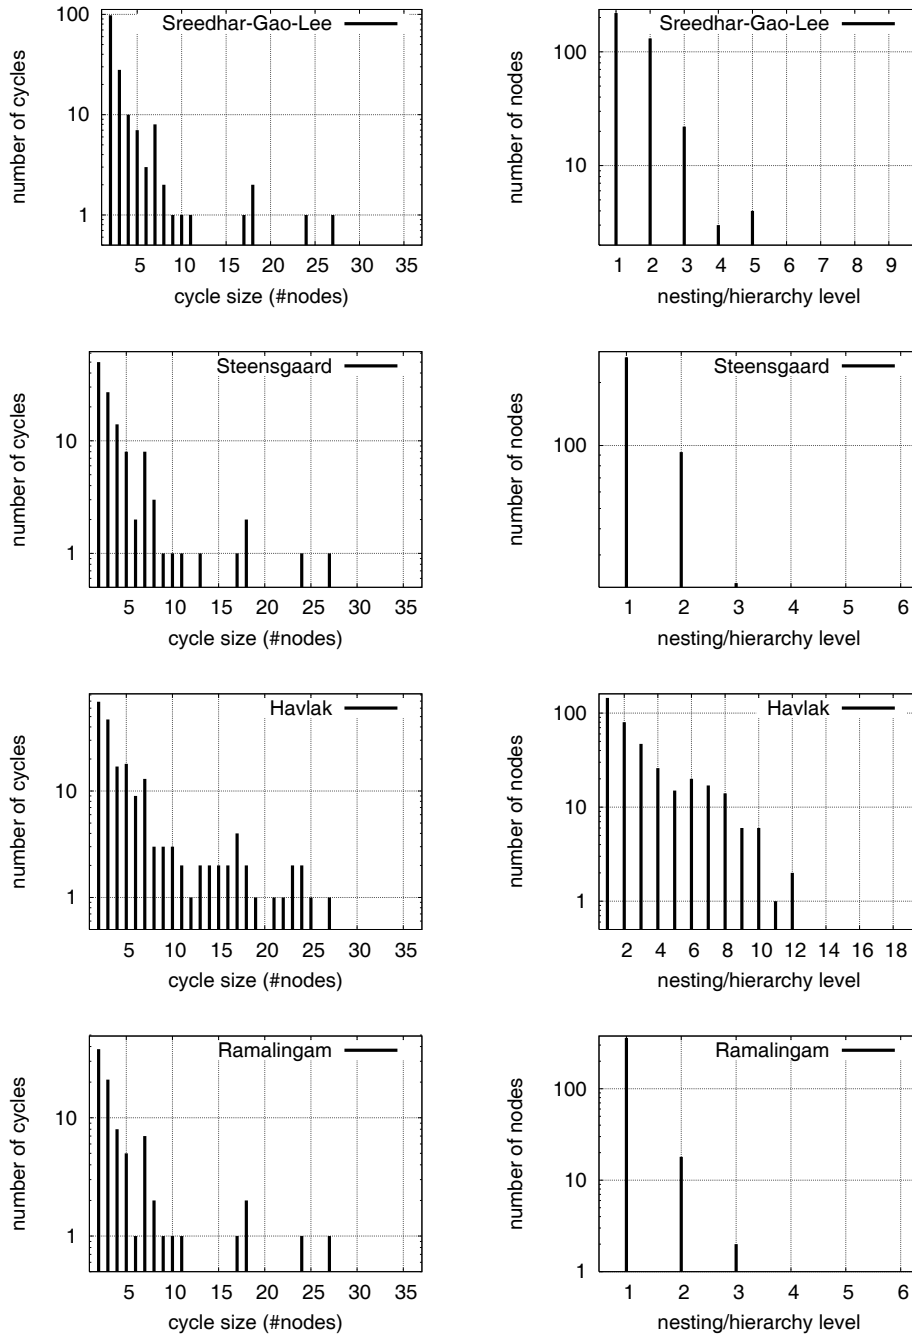 Sreedhar-Gao-Lee
number of cycles
100
10
1
5 10 15 20 25 30 35
cycle size (#nodes)
Sreedhar-Gao-Lee
number of nodes
100
10
1 2 3 4 5 6 7 8 9
nesting/hierarchy level
Steensgaard
number of cycles
10
1
5 10 15 20 25 30 35
cycle size (#nodes)
Steensgaard
number of nodes
100
1 2 3 4 5 6
nesting/hierarchy level
Havlak
number of cycles
10
1
5 10 15 20 25 30 35
cycle size (#nodes)
Havlak
number of nodes
100
10
1
2 4 6 8 10 12 14 16 18
nesting/hierarchy level
Ramalingam
number of cycles
10
1
5 10 15 20 25 30 35
cycle size (#nodes)
Ramalingam
number of nodes
100
10
1
1 2 3 4 5 6
nesting/hierarchy level